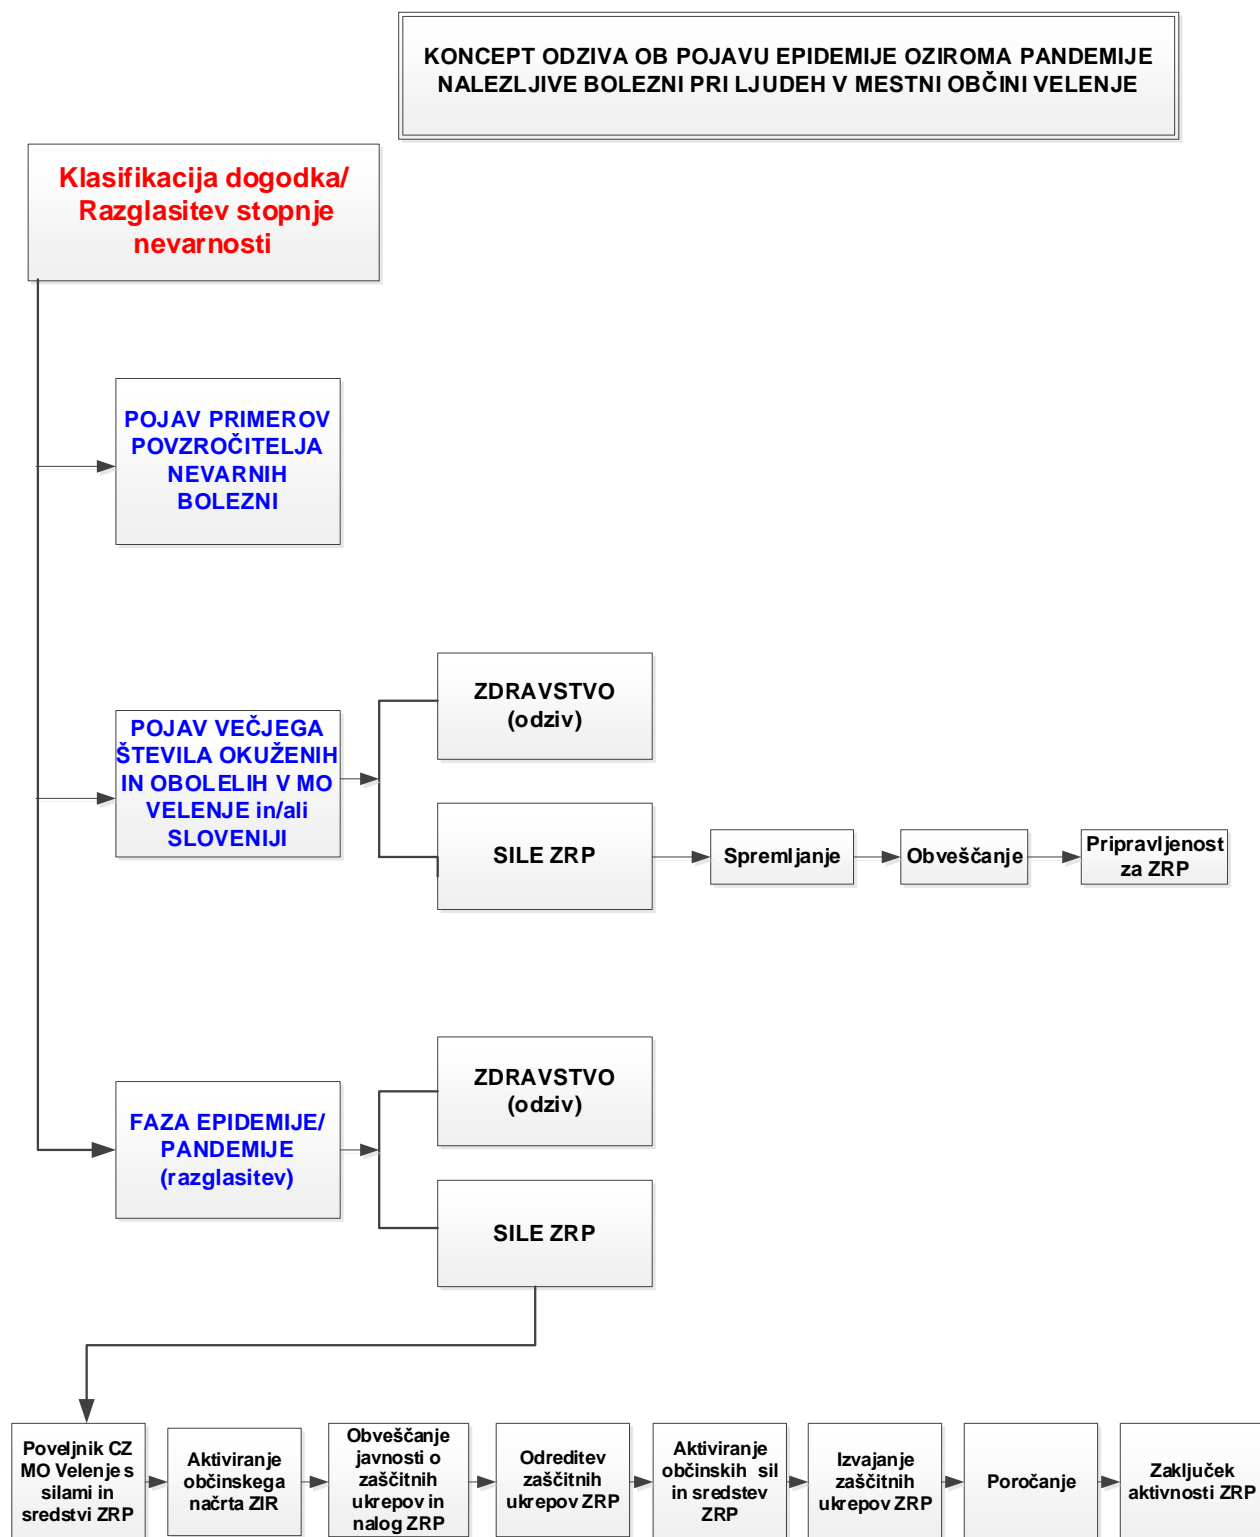 KONCEPT ODZIVA OB POJAVU EPIDEMIJE OZIROMA PANDEMIJE
NALEZLJIVE BOLEZNI PRI LJUDEH V MESTNI OBČINI VELENJE
Klasifikacija dogodka/
Razglasitev stopnje
nevarnosti
POJAV PRIMEROV
POVZROČITELJA
NEVARNIH
BOLEZNI
POJAV VEČJEGA
ŠTEVILA OKUŽENIH
IN OBOLELIH V MO
VELENJE in/ali
SLOVENIJI
ZDRAVSTVO
(odziv)
SILE ZRP
Spremljanje
Obveščanje
Pripravljenost
za ZRP
FAZA EPIDEMIJE/
PANDEMIJE
(razglasitev)
ZDRAVSTVO
(odziv)
SILE ZRP
Poveljnik CZ
MO Velenje s
silami in
sredstvi ZRP
Aktiviranje
občinskega
načrta ZIR
Obveščanje
javnosti o
zaščitnih
ukrepov in
nalog ZRP
Odreditev
zaščitnih
ukrepov ZRP
Aktiviranje
občinskih sil
in sredstev
ZRP
Izvajanje
zaščitnih
ukrepov ZRP
Poročanje
Zaključek
aktivnosti ZRP